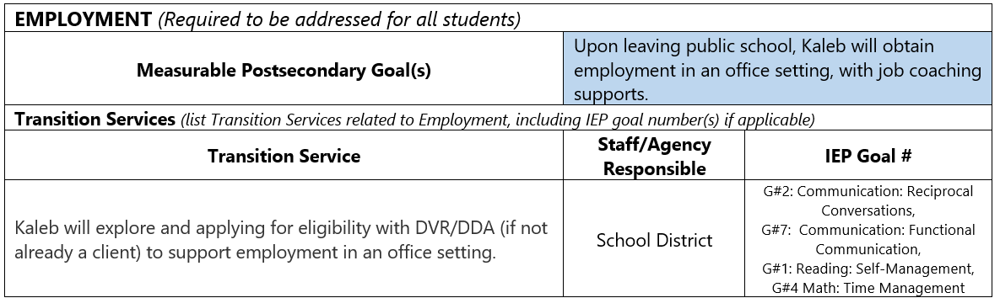 EMPLOYMENT (Required to be addressed for all students)
Measurable Postsecondary Goal(s)
Upon leaving public school, Kaleb will obtain
employment in an office setting, with job coaching
supports.
Transition Services (list Transition Services related to Employment, including IEP goal number(s) if applicable)
Transition Service
Staff/Agency
Responsible
IEP Goal #
Kaleb will explore and applying for eligibility with DVR/DDA (if not
already a client) to support employment in an office setting.
School District
G#2: Communication: Reciprocal
Conversations,
G#7:  Communication: Functional
Communication,
G#1: Reading: Self-Management,
G#4 Math: Time Management